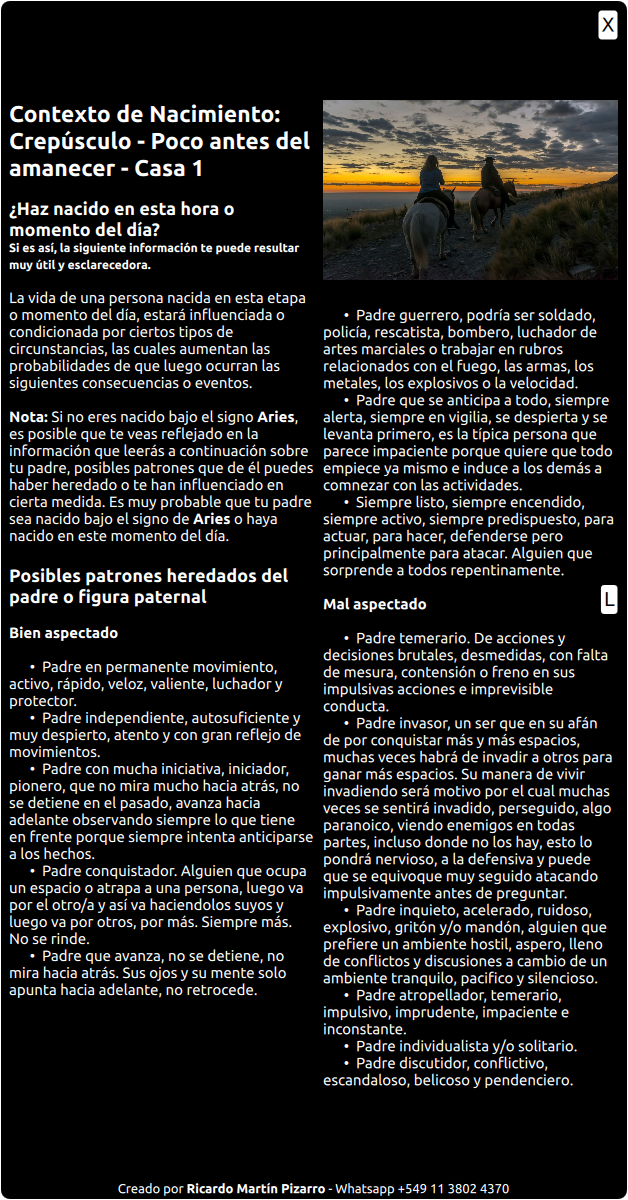 X
Contexto de Nacimiento:
Crepúsculo - Poco antes del
amanecer - Casa 1
¿Haz nacido en esta hora o
momento del día?
Si es así, la siguiente información te puede resultar
muy útil y esclarecedora.
La vida de una persona nacida en esta etapa
o momento del día, estará influenciada o
condicionada por ciertos tipos de
circunstancias, las cuales aumentan las
probabilidades de que luego ocurran las
siguientes consecuencias o eventos.
Nota: Si no eres nacido bajo el signo Aries,
es posible que te veas reflejado en la
información que leerás a continuación sobre
tu padre, posibles patrones que de él puedes
haber heredado o te han influenciado en
cierta medida. Es muy probable que tu padre
sea nacido bajo el signo de Aries o haya
nacido en este momento del día.
Posibles patrones heredados del
padre o figura paternal
Bien aspectado
• Padre en permanente movimiento,
activo, rápido, veloz, valiente, luchador y
protector.
• Padre independiente, autosuficiente y
muy despierto, atento y con gran reflejo de
movimientos.
• Padre con mucha iniciativa, iniciador,
pionero, que no mira mucho hacia atrás, no
se detiene en el pasado, avanza hacia
adelante observando siempre lo que tiene
en frente porque siempre intenta anticiparse
a los hechos.
• Padre conquistador. Alguien que ocupa
un espacio o atrapa a una persona, luego va
por el otro/a y así va haciendolos suyos y
luego va por otros, por más. Siempre más.
No se rinde.
• Padre que avanza, no se detiene, no
mira hacia atrás. Sus ojos y su mente solo
apunta hacia adelante, no retrocede.
• Padre guerrero, podría ser soldado,
policía, rescatista, bombero, luchador de
artes marciales o trabajar en rubros
relacionados con el fuego, las armas, los
metales, los explosivos o la velocidad.
• Padre que se anticipa a todo, siempre
alerta, siempre en vigilia, se despierta y se
levanta primero, es la típica persona que
parece impaciente porque quiere que todo
empiece ya mismo e induce a los demás a
comnezar con las actividades.
• Siempre listo, siempre encendido,
siempre activo, siempre predispuesto, para
actuar, para hacer, defenderse pero
principalmente para atacar. Alguien que
sorprende a todos repentinamente.
L
Mal aspectado
• Padre temerario. De acciones y
decisiones brutales, desmedidas, con falta
de mesura, contensión o freno en sus
impulsivas acciones e imprevisible
conducta.
• Padre invasor, un ser que en su afán
de por conquistar más y más espacios,
muchas veces habrá de invadir a otros para
ganar más espacios. Su manera de vivir
invadiendo será motivo por el cual muchas
veces se sentirá invadido, perseguido, algo
paranoico, viendo enemigos en todas
partes, incluso donde no los hay, esto lo
pondrá nervioso, a la defensiva y puede
que se equivoque muy seguido atacando
impulsivamente antes de preguntar.
• Padre inquieto, acelerado, ruidoso,
explosivo, gritón y/o mandón, alguien que
prefiere un ambiente hostil, aspero, lleno
de conflictos y discusiones a cambio de un
ambiente tranquilo, pacifico y silencioso.
• Padre atropellador, temerario,
impulsivo, imprudente, impaciente e
inconstante.
• Padre individualista y/o solitario.
• Padre discutidor, conflictivo,
escandaloso, belicoso y pendenciero.
Creado por Ricardo Martín Pizarro - Whatsapp +549 11 3802 4370